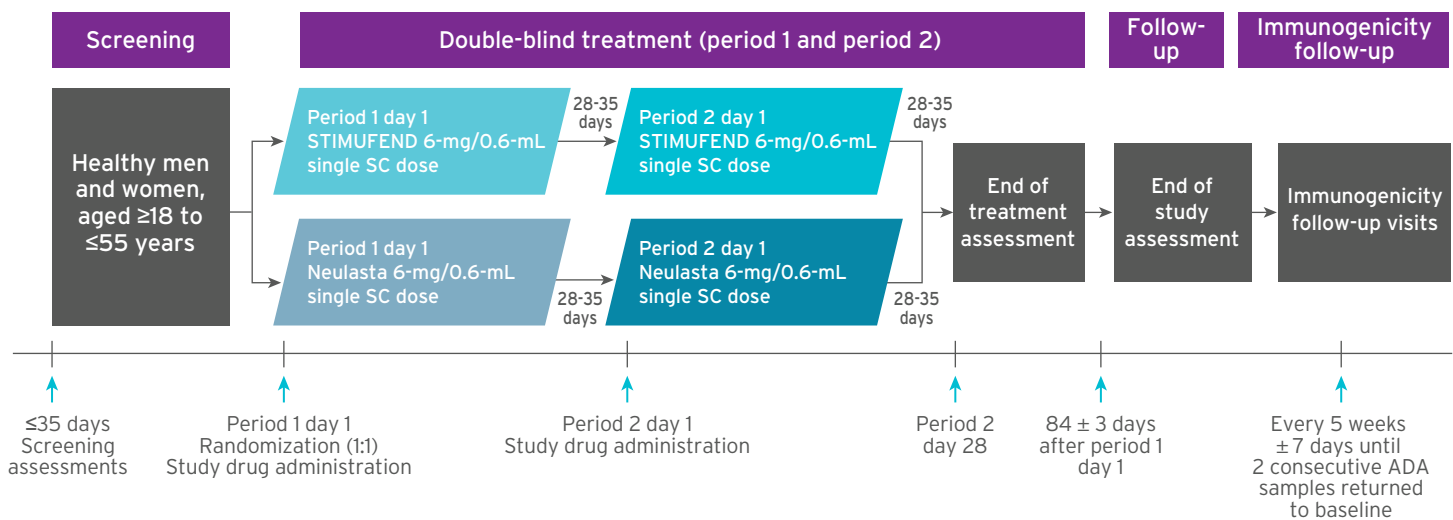 Screening
Double-blind treatment (period 1 and period 2)
Follow-
up
Immunogenicity
follow-up
Healthy men
and women,
aged ≥18 to
≤55 years
Period 1 day 1
STIMUFEND 6-mg/0.6-mL
single SC dose
28-35
days
Period 2 day 1
STIMUFEND 6-mg/0.6-mL
single SC dose
28-35
days
Period 1 day 1
Neulasta 6-mg/0.6-mL
single SC dose
28-35
days
Period 2 day 1
Neulasta 6-mg/0.6-mL
single SC dose
28-35
days
End of
treatment
assessment
End of
study
assessment
Immunogenicity
follow-up visits
≤35 days
Screening
assessments
Period 1 day 1
Randomization (1:1)
Study drug administration
Period 2 day 1
Study drug administration
Period 2
day 28
84 ± 3 days
after period 1
day 1
Every 5 weeks
± 7 days until
2 consecutive ADA
samples returned
to baseline